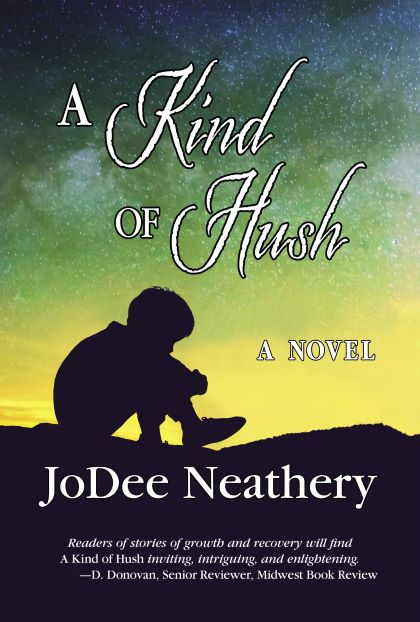 A Kind
OF Hush
A NOVEL
JoDee Neathery
Readers of stories of growth and recovery will find
A Kind of Hush inviting, intriguing, and enlightening.
—D. Donovan, Senior Reviewer, Midwest Book Review